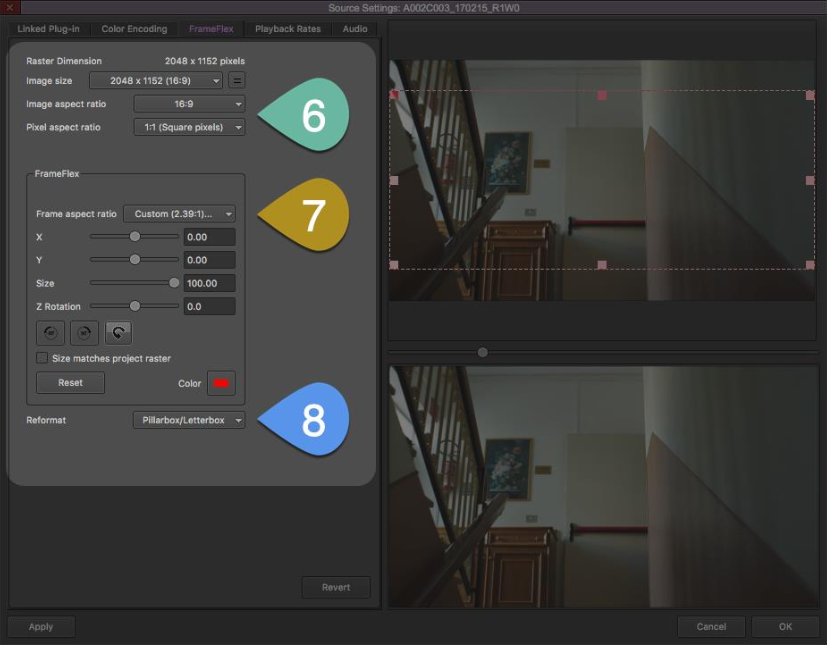 Source Settings: A002C003_170215_R1W0
Linked Plug-in Color Encoding FrameFlex Playback Rates Audio
Raster Dimension 2048 x 1152 pixels
Image size 2048 x 1152 (16:9) =
Image aspect ratio 16:9
Pixel aspect ratio 1:1 (Square pixels)
6
FrameFlex
Frame aspect ratio Custom (2.39:1)...
7
X 0.00
Y 0.00
Size 100.00
Z Rotation 0.0
Size matches project raster
Reset Color
Reformat Pillarbox/Letterbox
8
Revert
Apply Cancel OK